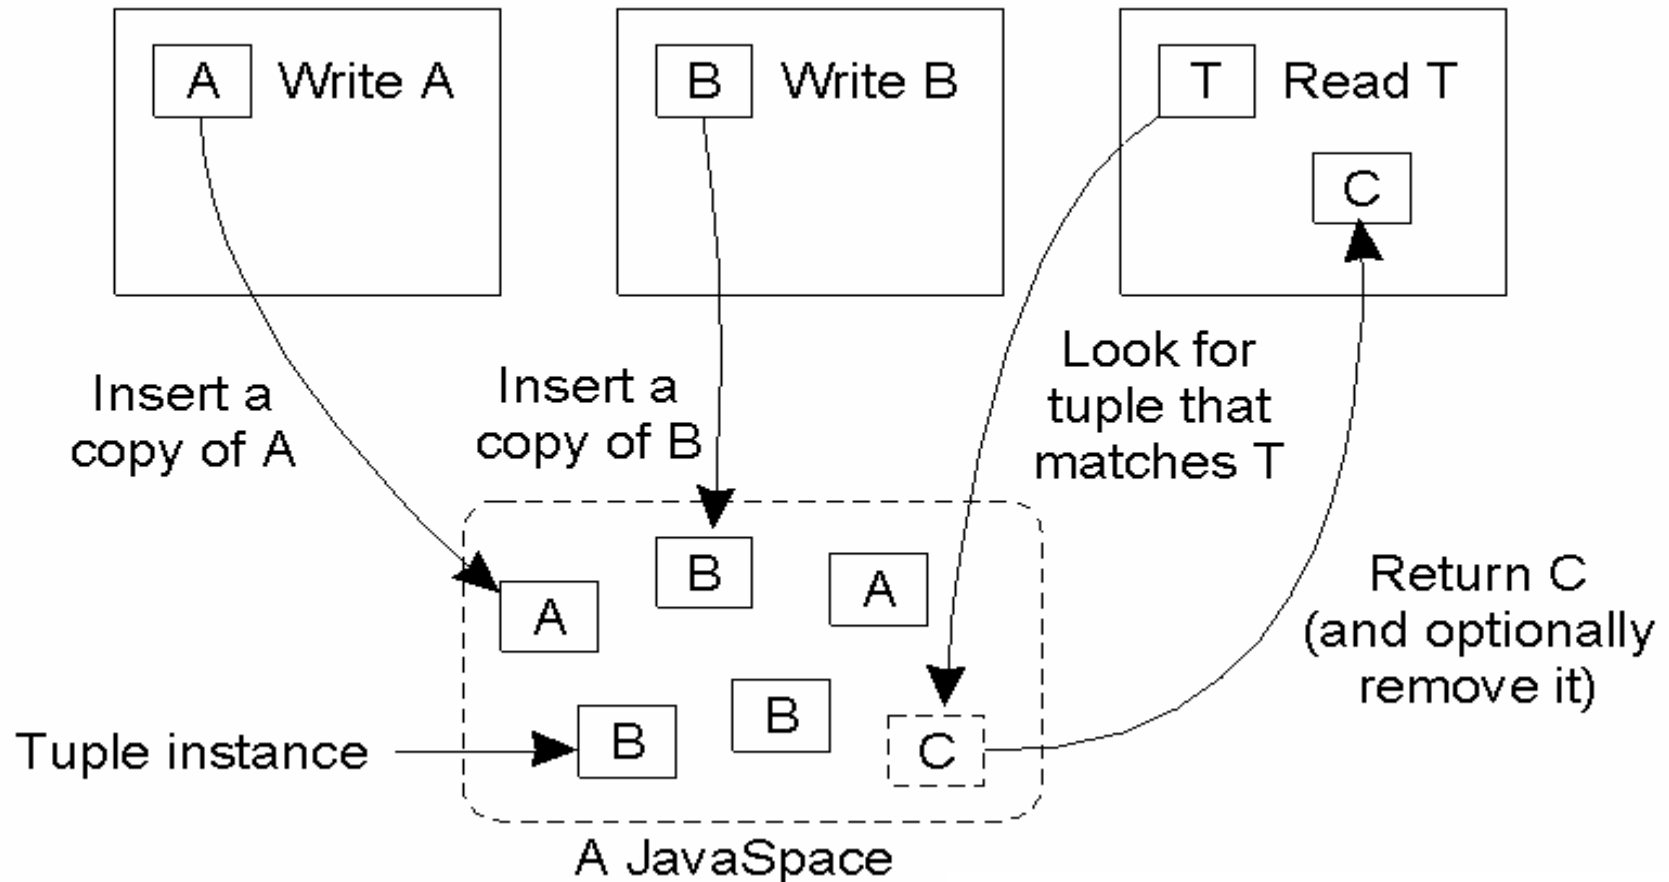 A Write A
B Write B
T Read T
C
Insert a
copy of A
Insert a
copy of B
Look for
tuple that
matches T
B
A
A
Return C
(and optionally
remove it)
B
C
Tuple instance
B
A JavaSpace